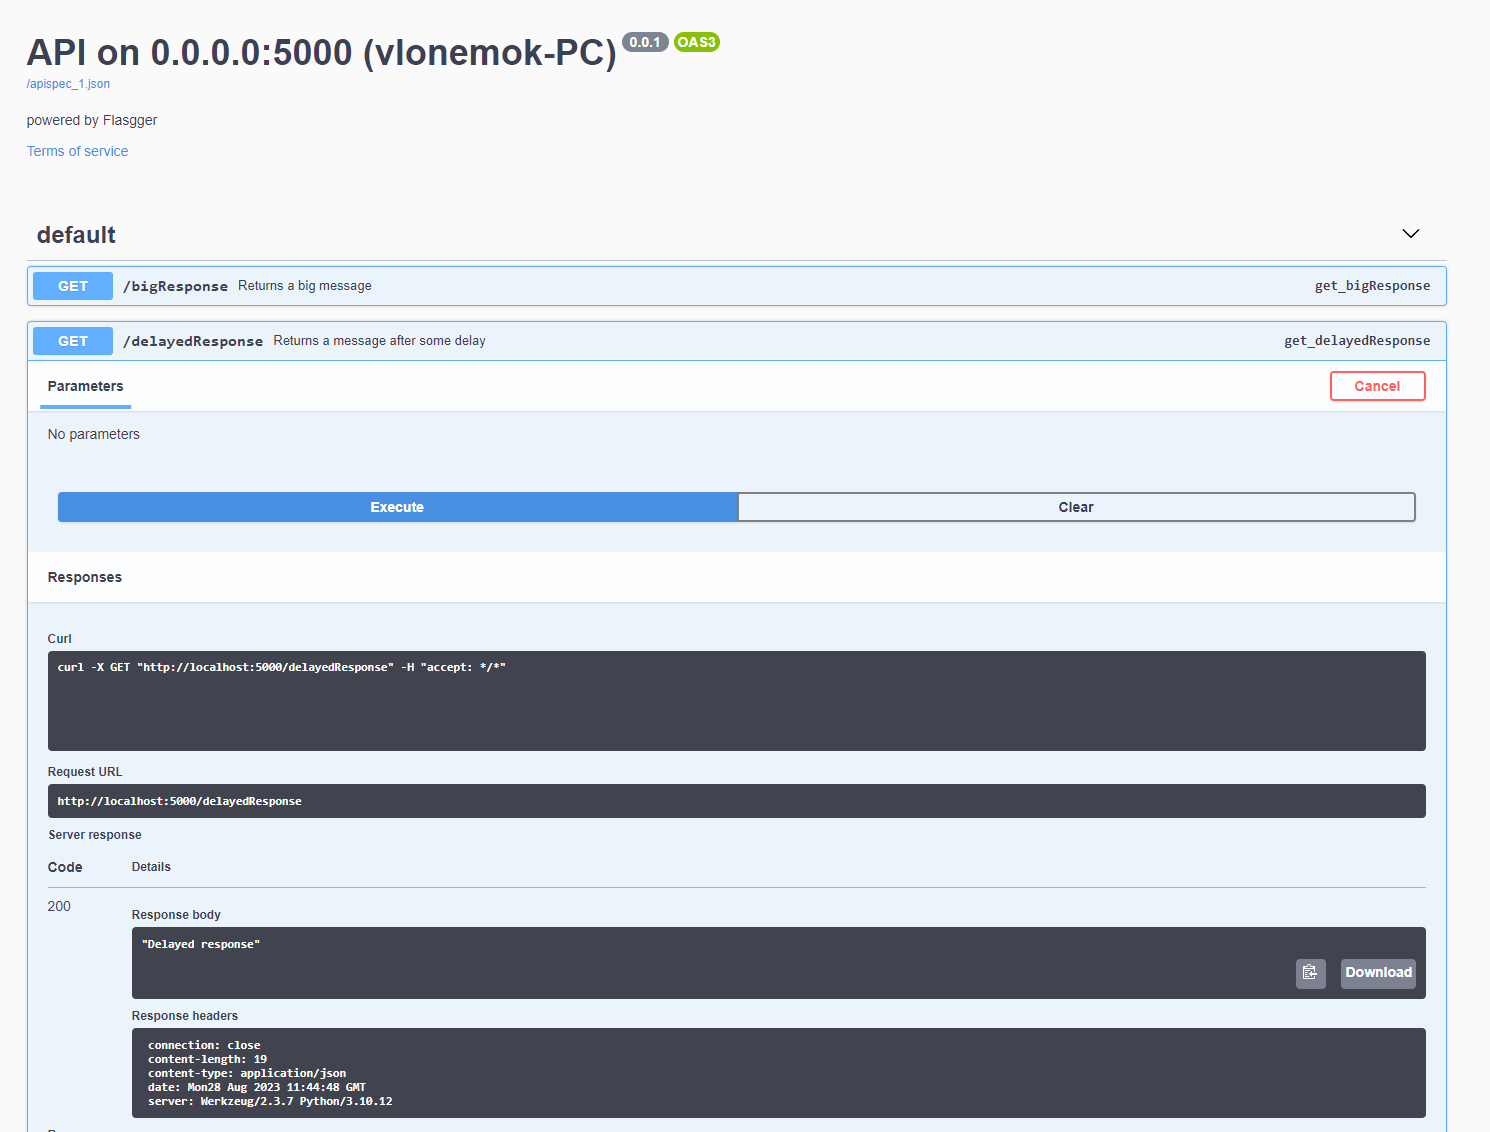 API on 0.0.0.0:5000 (vlonemok-PC) 0.0.1 OAS3
/apispec_1.json
powered by Flasgger
Terms of service
default
GET /bigResponse Returns a big message get_bigResponse
GET /delayedResponse Returns a message after some delay get_delayedResponse
Parameters Cancel
No parameters
Execute Clear
Responses
Curl
curl -X GET "http://localhost:5000/delayedResponse" -H "accept: */*"
Request URL
http://localhost:5000/delayedResponse
Server response
Code Details
200
Response body
"Delayed response"
Download
Response headers
connection: close
content-length: 19
content-type: application/json
date: Mon28 Aug 2023 11:44:48 GMT
server: Werkzeug/2.3.7 Python/3.10.12